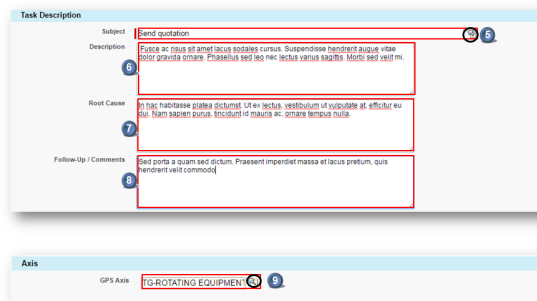 Task Description
Subject Send quotation 5
Description Fusce ac risus sit amet lacus sodales cursus. Suspendisse hendrerit augue vitae
dolor gravida ornare. Phasellus sed leo nec lectus varius sagittis. Morbi sed velit mi.
6
Root Cause In hac habitasse platea dictumst. Ut ex lectus, vestibulum ut vulputate at, efficitur eu
dui. Nam sapien purus, tincidunt id mauris ac, ornare tempus nulla.
7
Follow-Up / Comments Sed porta a quam sed dictum. Praesent imperdiet massa et lacus pretium, quis
hendrerit velit commodo
8
Axis
GPS Axis TG-ROTATING EQUIPMENT 9